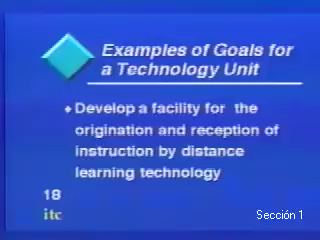 Examples of Goals for
a Technology Unit
Develop a facility for the
origination and reception of
instruction by distance
learning technology
18
itc
Sección 1